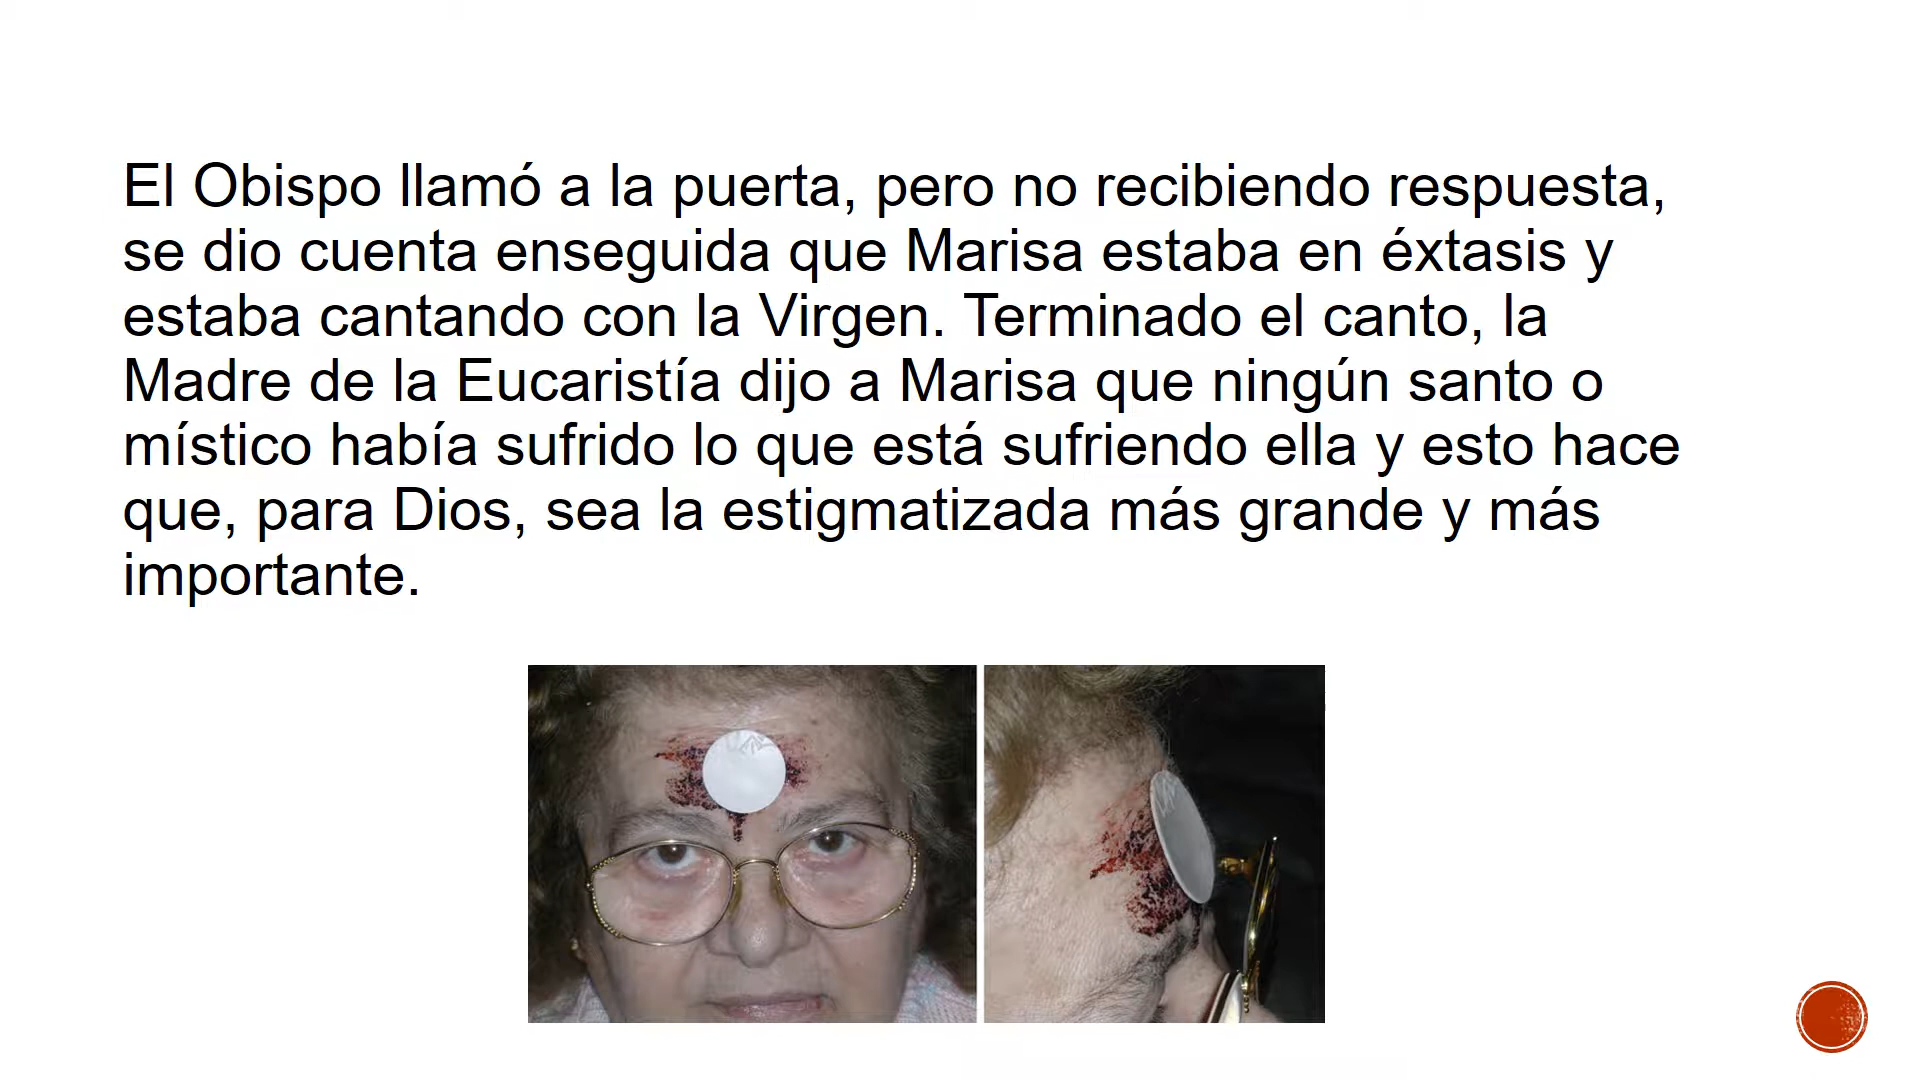 El Obispo llamó a la puerta, pero no recibiendo respuesta,
se dio cuenta enseguida que Marisa estaba en éxtasis y
estaba cantando con la Virgen. Terminado el canto, la
Madre de la Eucaristía dijo a Marisa que ningún santo o
místico había sufrido lo que está sufriendo ella y esto hace
que, para Dios, sea la estigmatizada más grande y más
importante.